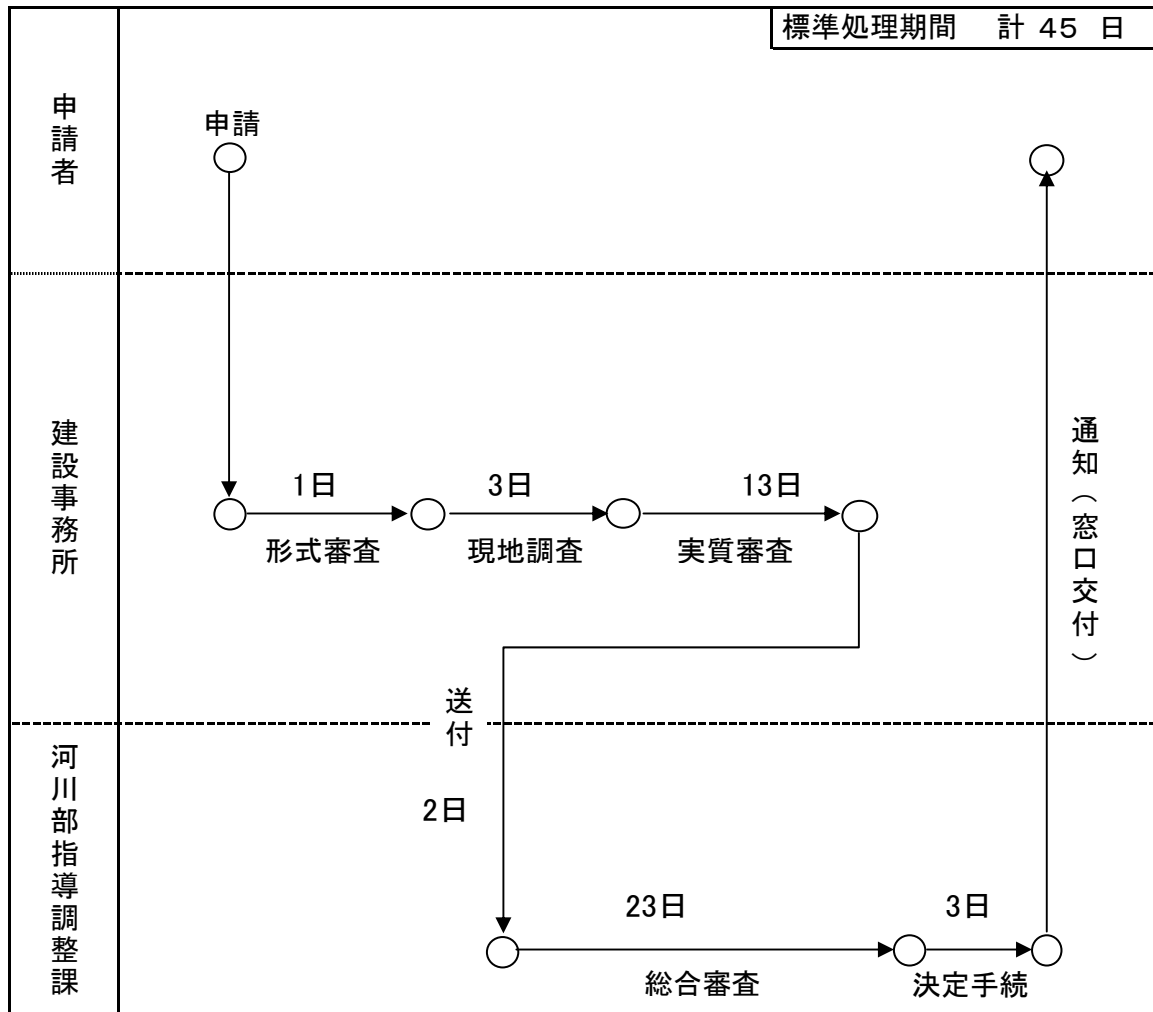 標準処理期間 計 45 日
申請者
申請
建設事務所
1日
3日
13日
形式審査
現地調査
実質審査
通知(窓口交付)
送付
2日
河川部指導調整課
23日
3日
総合審査
決定手続